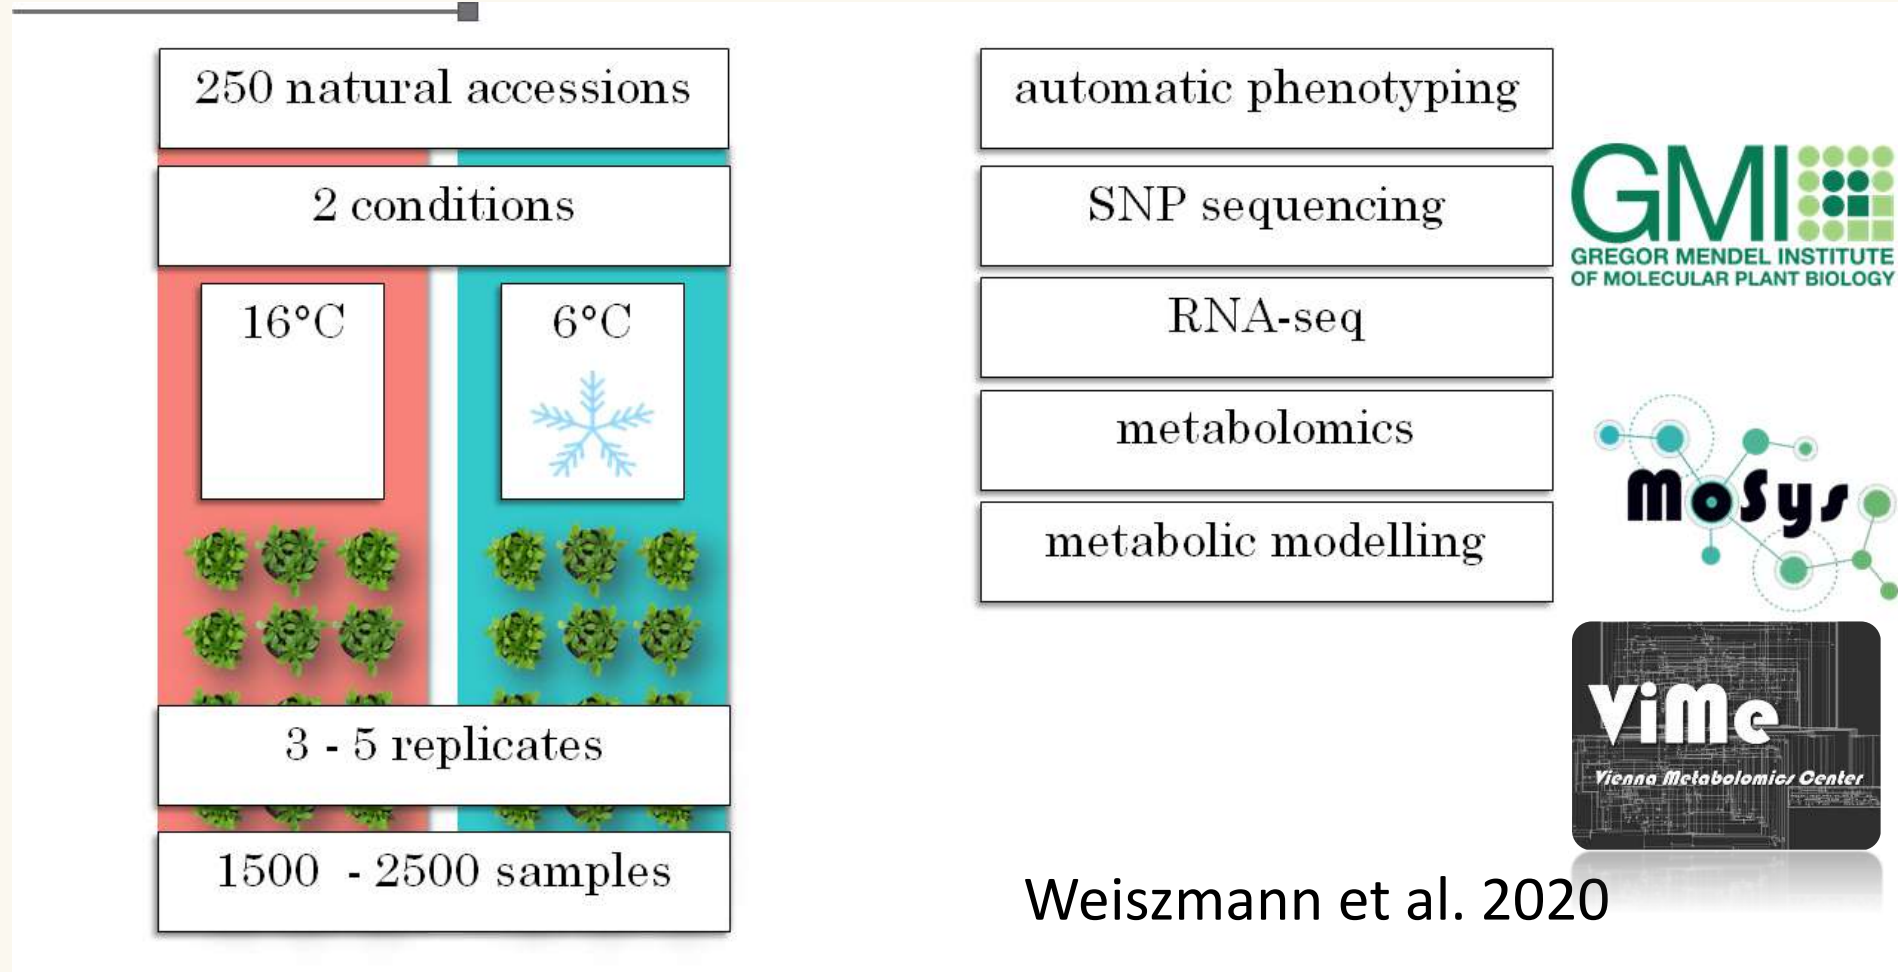 250 natural accessions
2 conditions
16°C
6°C
3 - 5 replicates
1500 - 2500 samples
automatic phenotyping
SNP sequencing
RNA-seq
metabolomics
metabolic modelling
GMI
GREGOR MENDEL INSTITUTE
OF MOLECULAR PLANT BIOLOGY
MoSys
ViMe
Vienna Metabolomics Center
Weiszmann et al. 2020